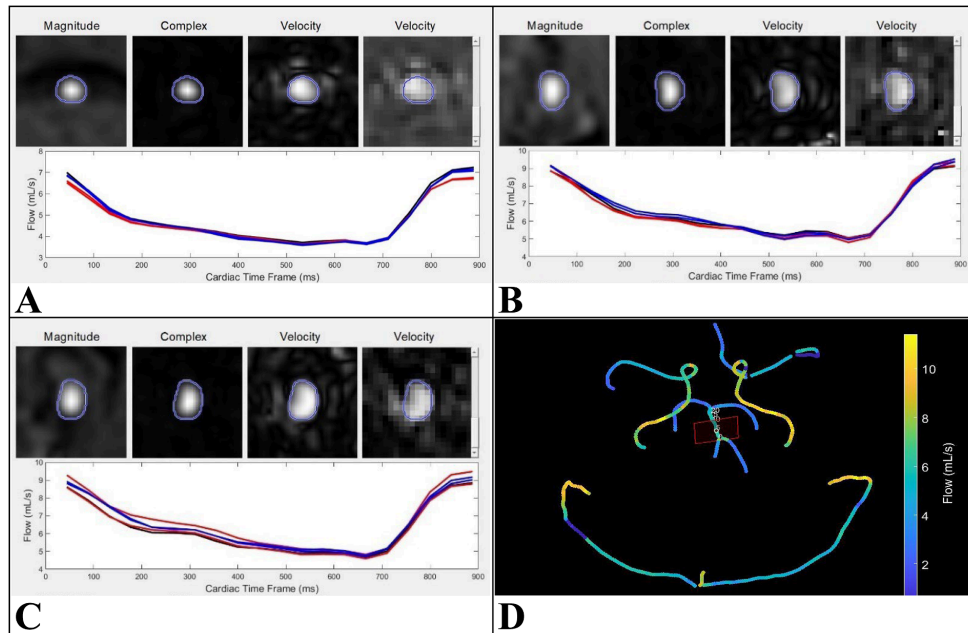 Magnitude Complex Velocity Velocity
8
7
6
5
4
3
Flow (mL/s)
0 100 200 300 400 500 600 700 800 900
Cardiac Time Frame (ms)
A
Magnitude Complex Velocity Velocity
10
9
8
7
6
5
4
Flow (mL/s)
0 100 200 300 400 500 600 700 800 900
Cardiac Time Frame (ms)
B
Magnitude Complex Velocity Velocity
10
9
8
7
6
5
4
Flow (mL/s)
0 100 200 300 400 500 600 700 800 900
Cardiac Time Frame (ms)
C
10
8
6
4
2
Flow (mL/s)
D